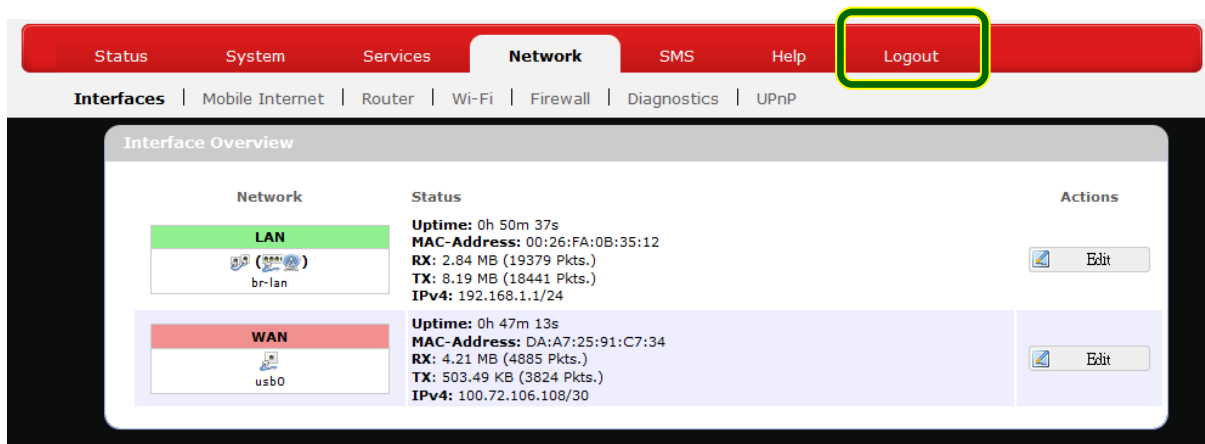 Status System Services Network SMS Help Logout
Interfaces | Mobile Internet | Router | Wi-Fi | Firewall | Diagnostics | UPnP
Interface Overview
Network Status Actions
LAN
( )
br-lan
Uptime: 0h 50m 37s
MAC-Address: 00:26:FA:0B:35:12
RX: 2.84 MB (19379 Pkts.)
TX: 8.19 MB (18441 Pkts.)
IPv4: 192.168.1.1/24
Edit
WAN
usb0
Uptime: 0h 47m 13s
MAC-Address: DA:A7:25:91:C7:34
RX: 4.21 MB (4885 Pkts.)
TX: 503.49 KB (3824 Pkts.)
IPv4: 100.72.106.108/30
Edit